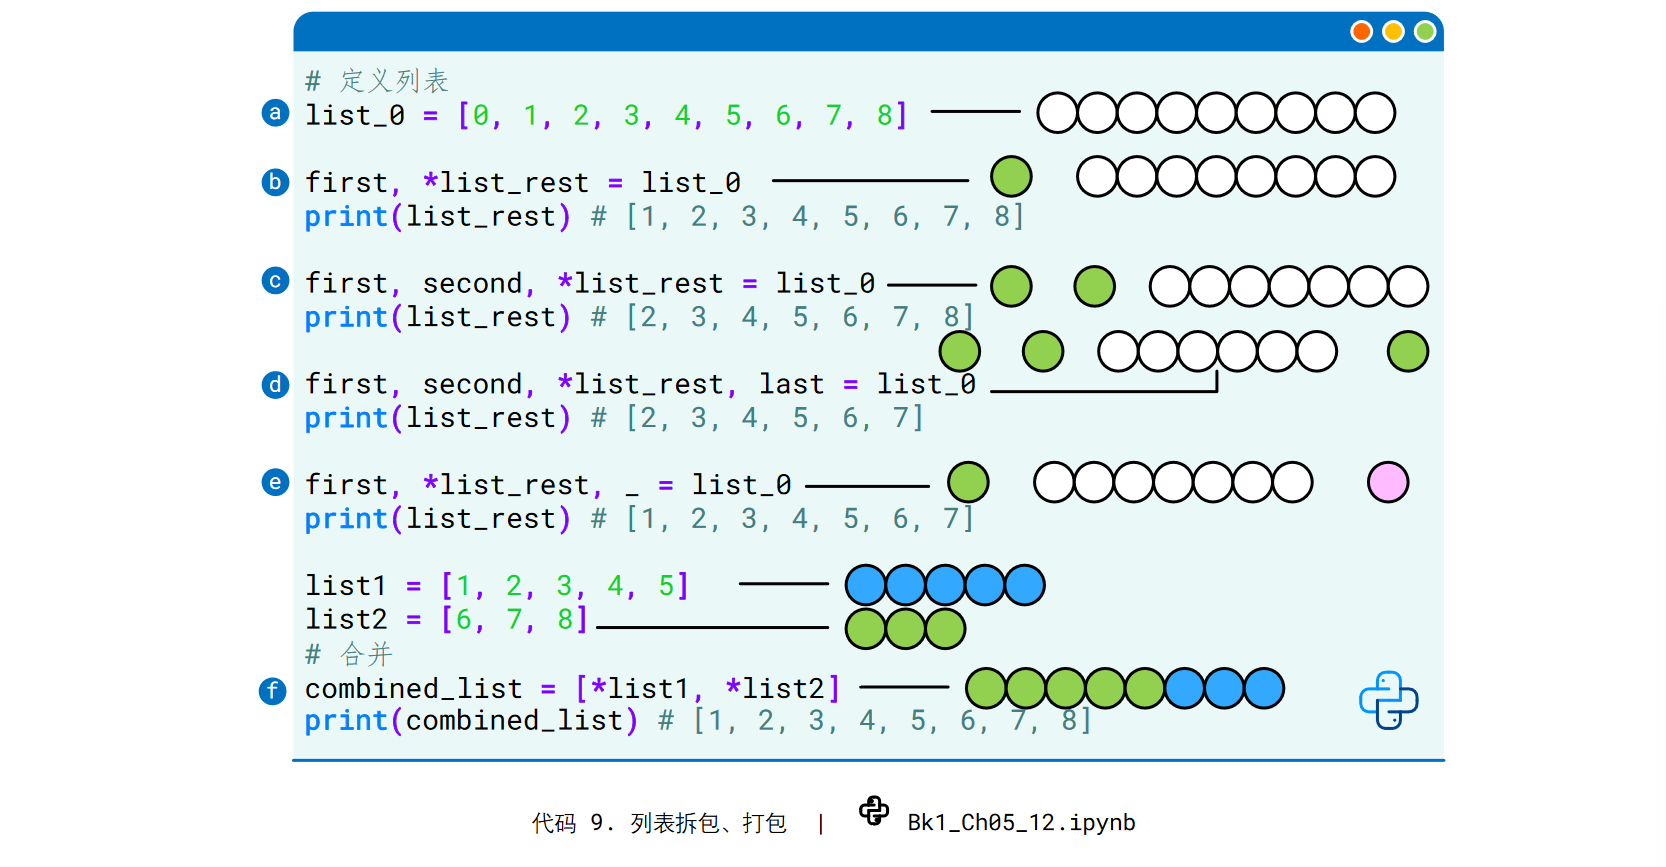 # 定义列表
a list_0 = [0, 1, 2, 3, 4, 5, 6, 7, 8]
b first, *list_rest = list_0
print(list_rest) # [1, 2, 3, 4, 5, 6, 7, 8]
c first, second, *list_rest = list_0
print(list_rest) # [2, 3, 4, 5, 6, 7, 8]
d first, second, *list_rest, last = list_0
print(list_rest) # [2, 3, 4, 5, 6, 7]
e first, *list_rest, _ = list_0
print(list_rest) # [1, 2, 3, 4, 5, 6, 7]
list1 = [1, 2, 3, 4, 5]
list2 = [6, 7, 8]
# 合并
f combined_list = [*list1, *list2]
print(combined_list) # [1, 2, 3, 4, 5, 6, 7, 8]
代码 9. 列表拆包、打包 | Bk1_Ch05_12.ipynb